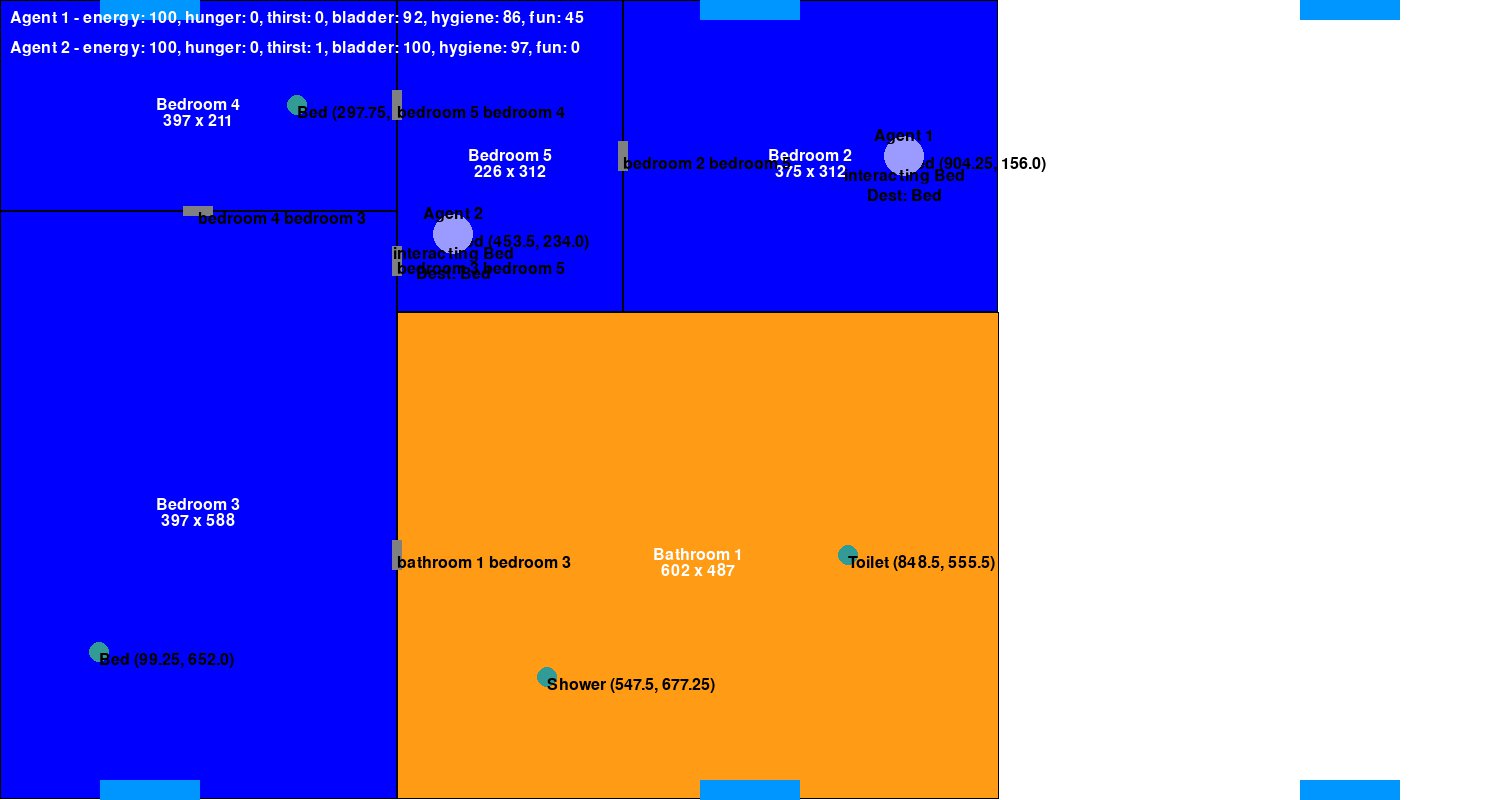 Agent 1 - energy: 100, hunger: 0, thirst: 0, bladder: 92, hygiene: 86, fun: 45
Agent 2 - energy: 100, hunger: 0, thirst: 1, bladder: 100, hygiene: 97, fun: 0
Bedroom 4
397 x 211
Bed (297.75,
bedroom 5 bedroom 4
Agent 1
Bedroom 5
226 x 312
bedroom 2 bedroom
Bedroom 2
375 x 312
(904.25, 156.0)
interacting Bed
Dest: Bed
Agent 2
bedroom 4 bedroom 3
(453.5, 234.0)
interacting Bed
bedroom 3 bedroom 5
Dest: Bed
Bedroom 3
397 x 588
bathroom 1 bedroom 3
Bathroom 1
602 x 487
Toilet (848.5, 555.5)
Bed (99.25, 652.0)
Shower (547.5, 677.25)